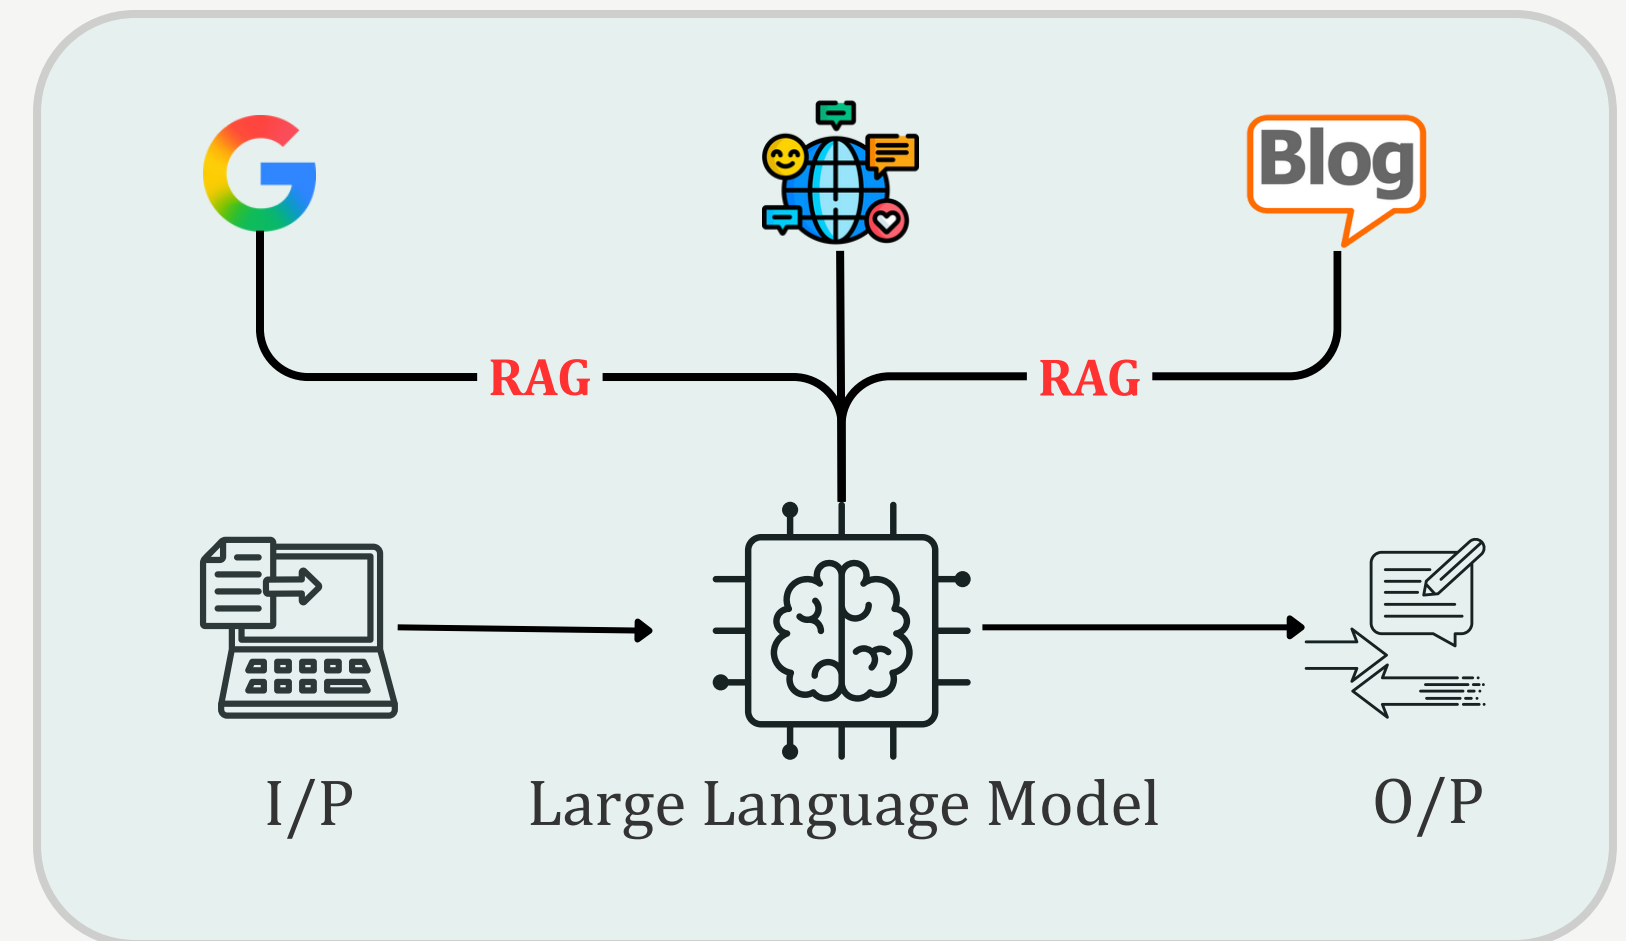 Blog
RAG
RAG
I/P
Large Language Model
O/P